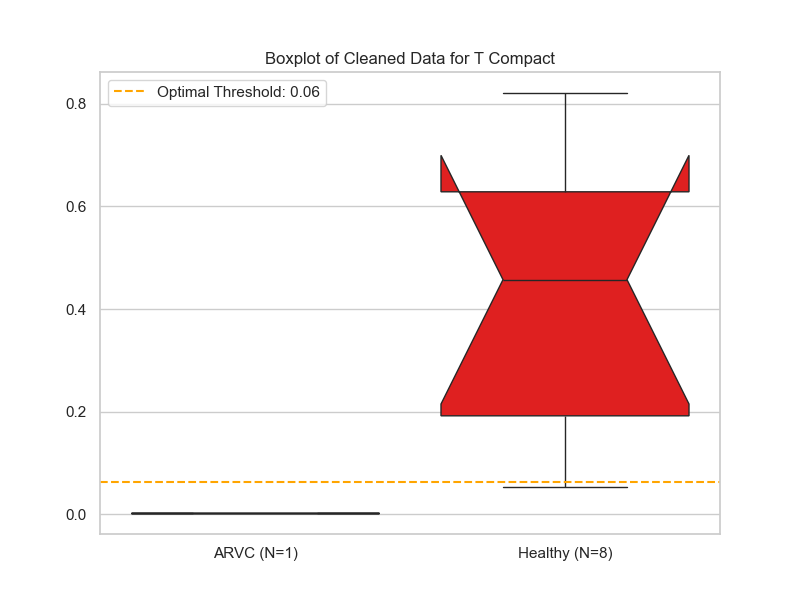 Boxplot of Cleaned Data for T Compact
Optimal Threshold: 0.06
0.8
0.6
0.4
0.2
0.0
ARVC (N=1)
Healthy (N=8)